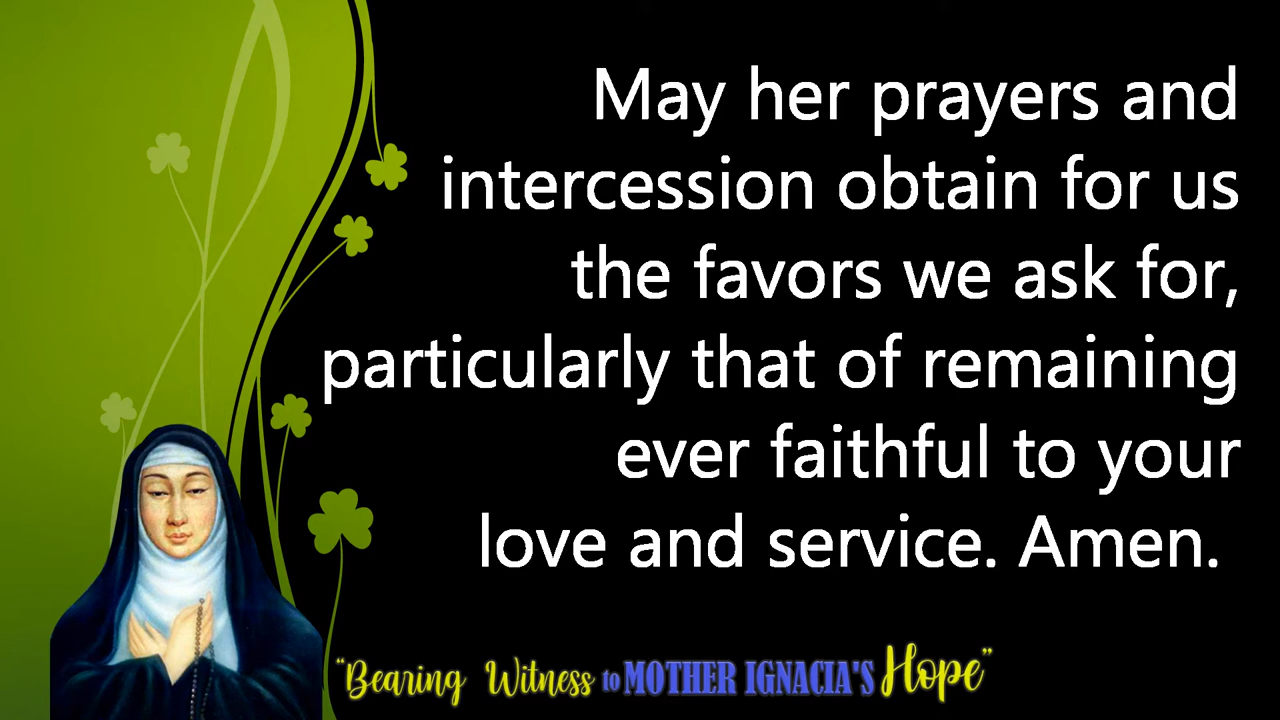 May her prayers and
intercession obtain for us
the favors we ask for,
particularly that of remaining
ever faithful to your
love and service. Amen.
"Bearing Witness to MOTHER IGNACIA'S Hope"